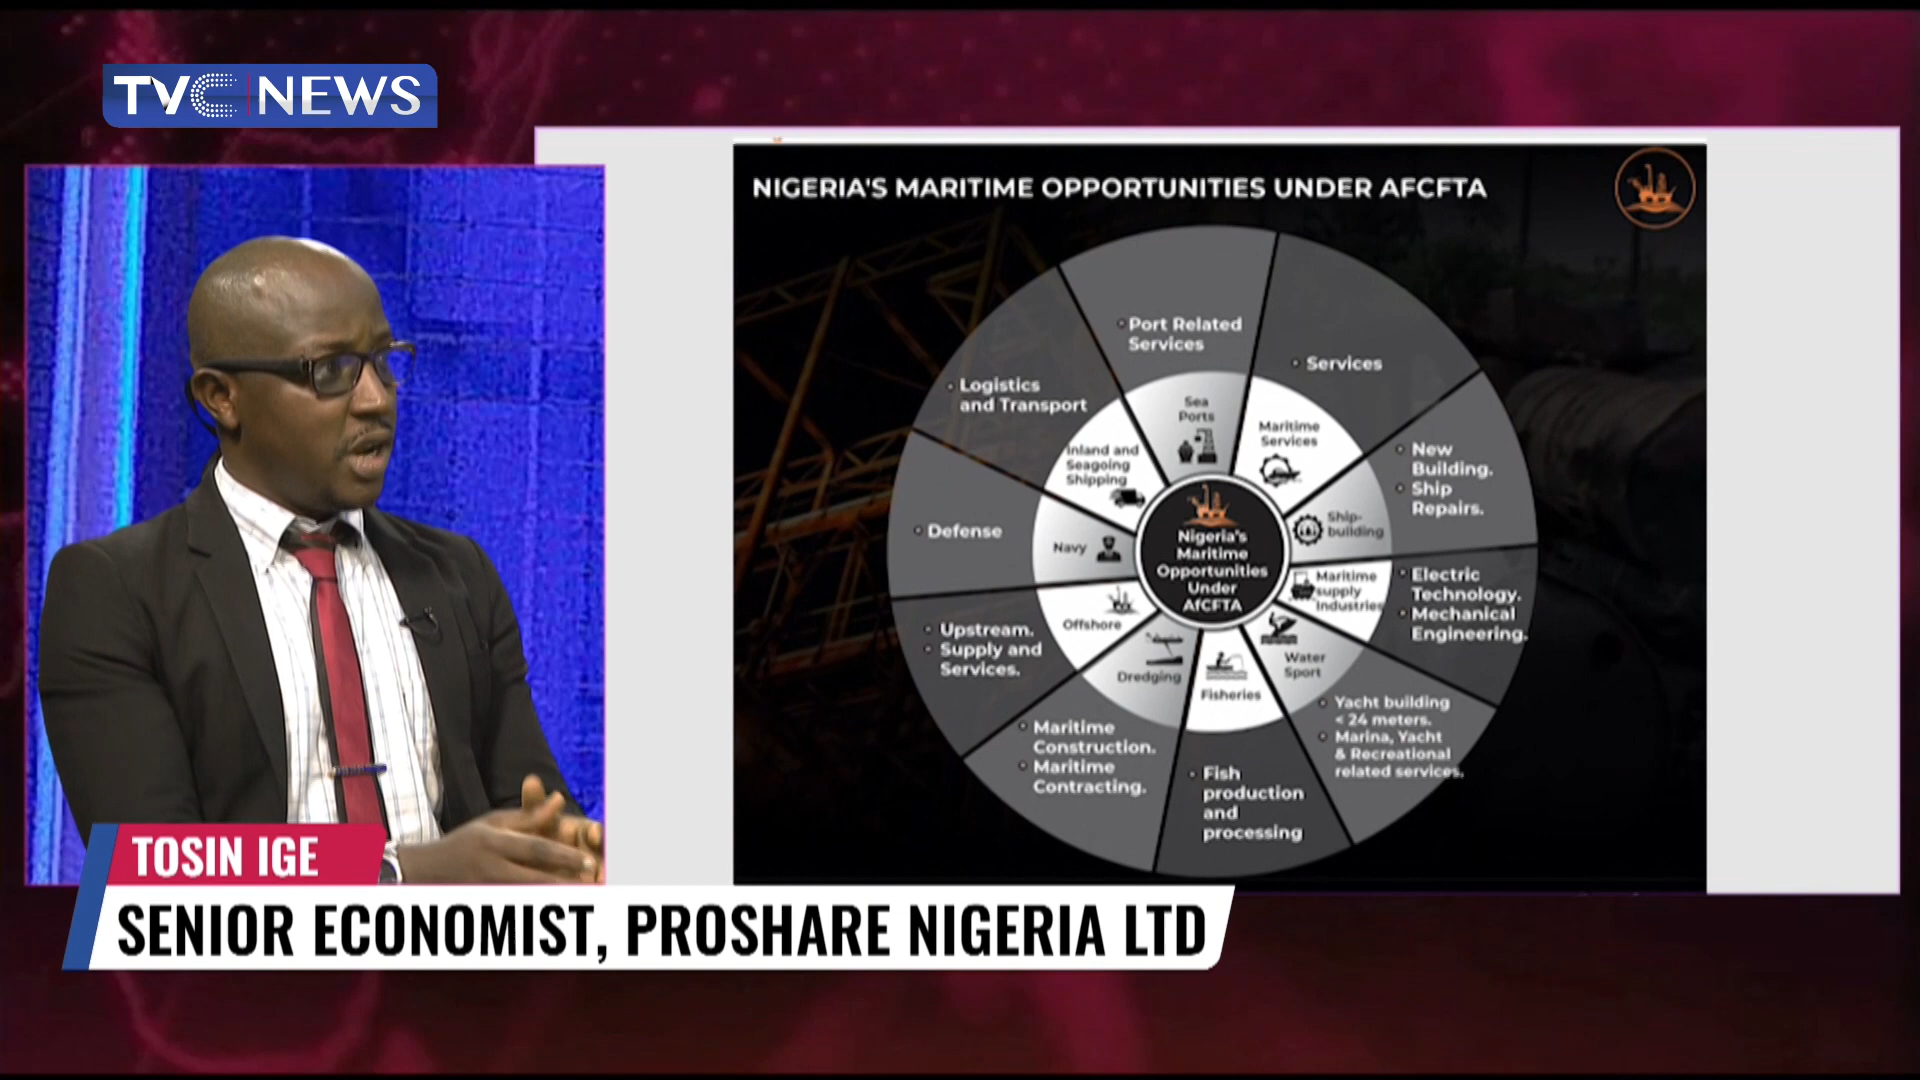 TVC NEWS
NIGERIA'S MARITIME OPPORTUNITIES UNDER AFCFTA
Port Related
Services
Services
Logistics
and Transport
New
Building.
Ship
Repairs.
Defense
Electric
Technology.
Mechanical
Engineering.
Upstream.
Supply and
Services.
Yacht building
< 24 meters.
Marina, Yacht
& Recreational
related services.
Maritime
Construction.
Maritime
Contracting.
Fish
production
and
processing
Sea
Ports
Maritime
Services
Inland and
Seagoing
Shipping
Ship-
building
Navy
Maritime
supply
Industries
Offshore
Water
Sport
Dredging
Fisheries
Nigeria's
Maritime
Opportunities
Under
AfCFTA
TOSIN IGE
SENIOR ECONOMIST, PROSHARE NIGERIA LTD